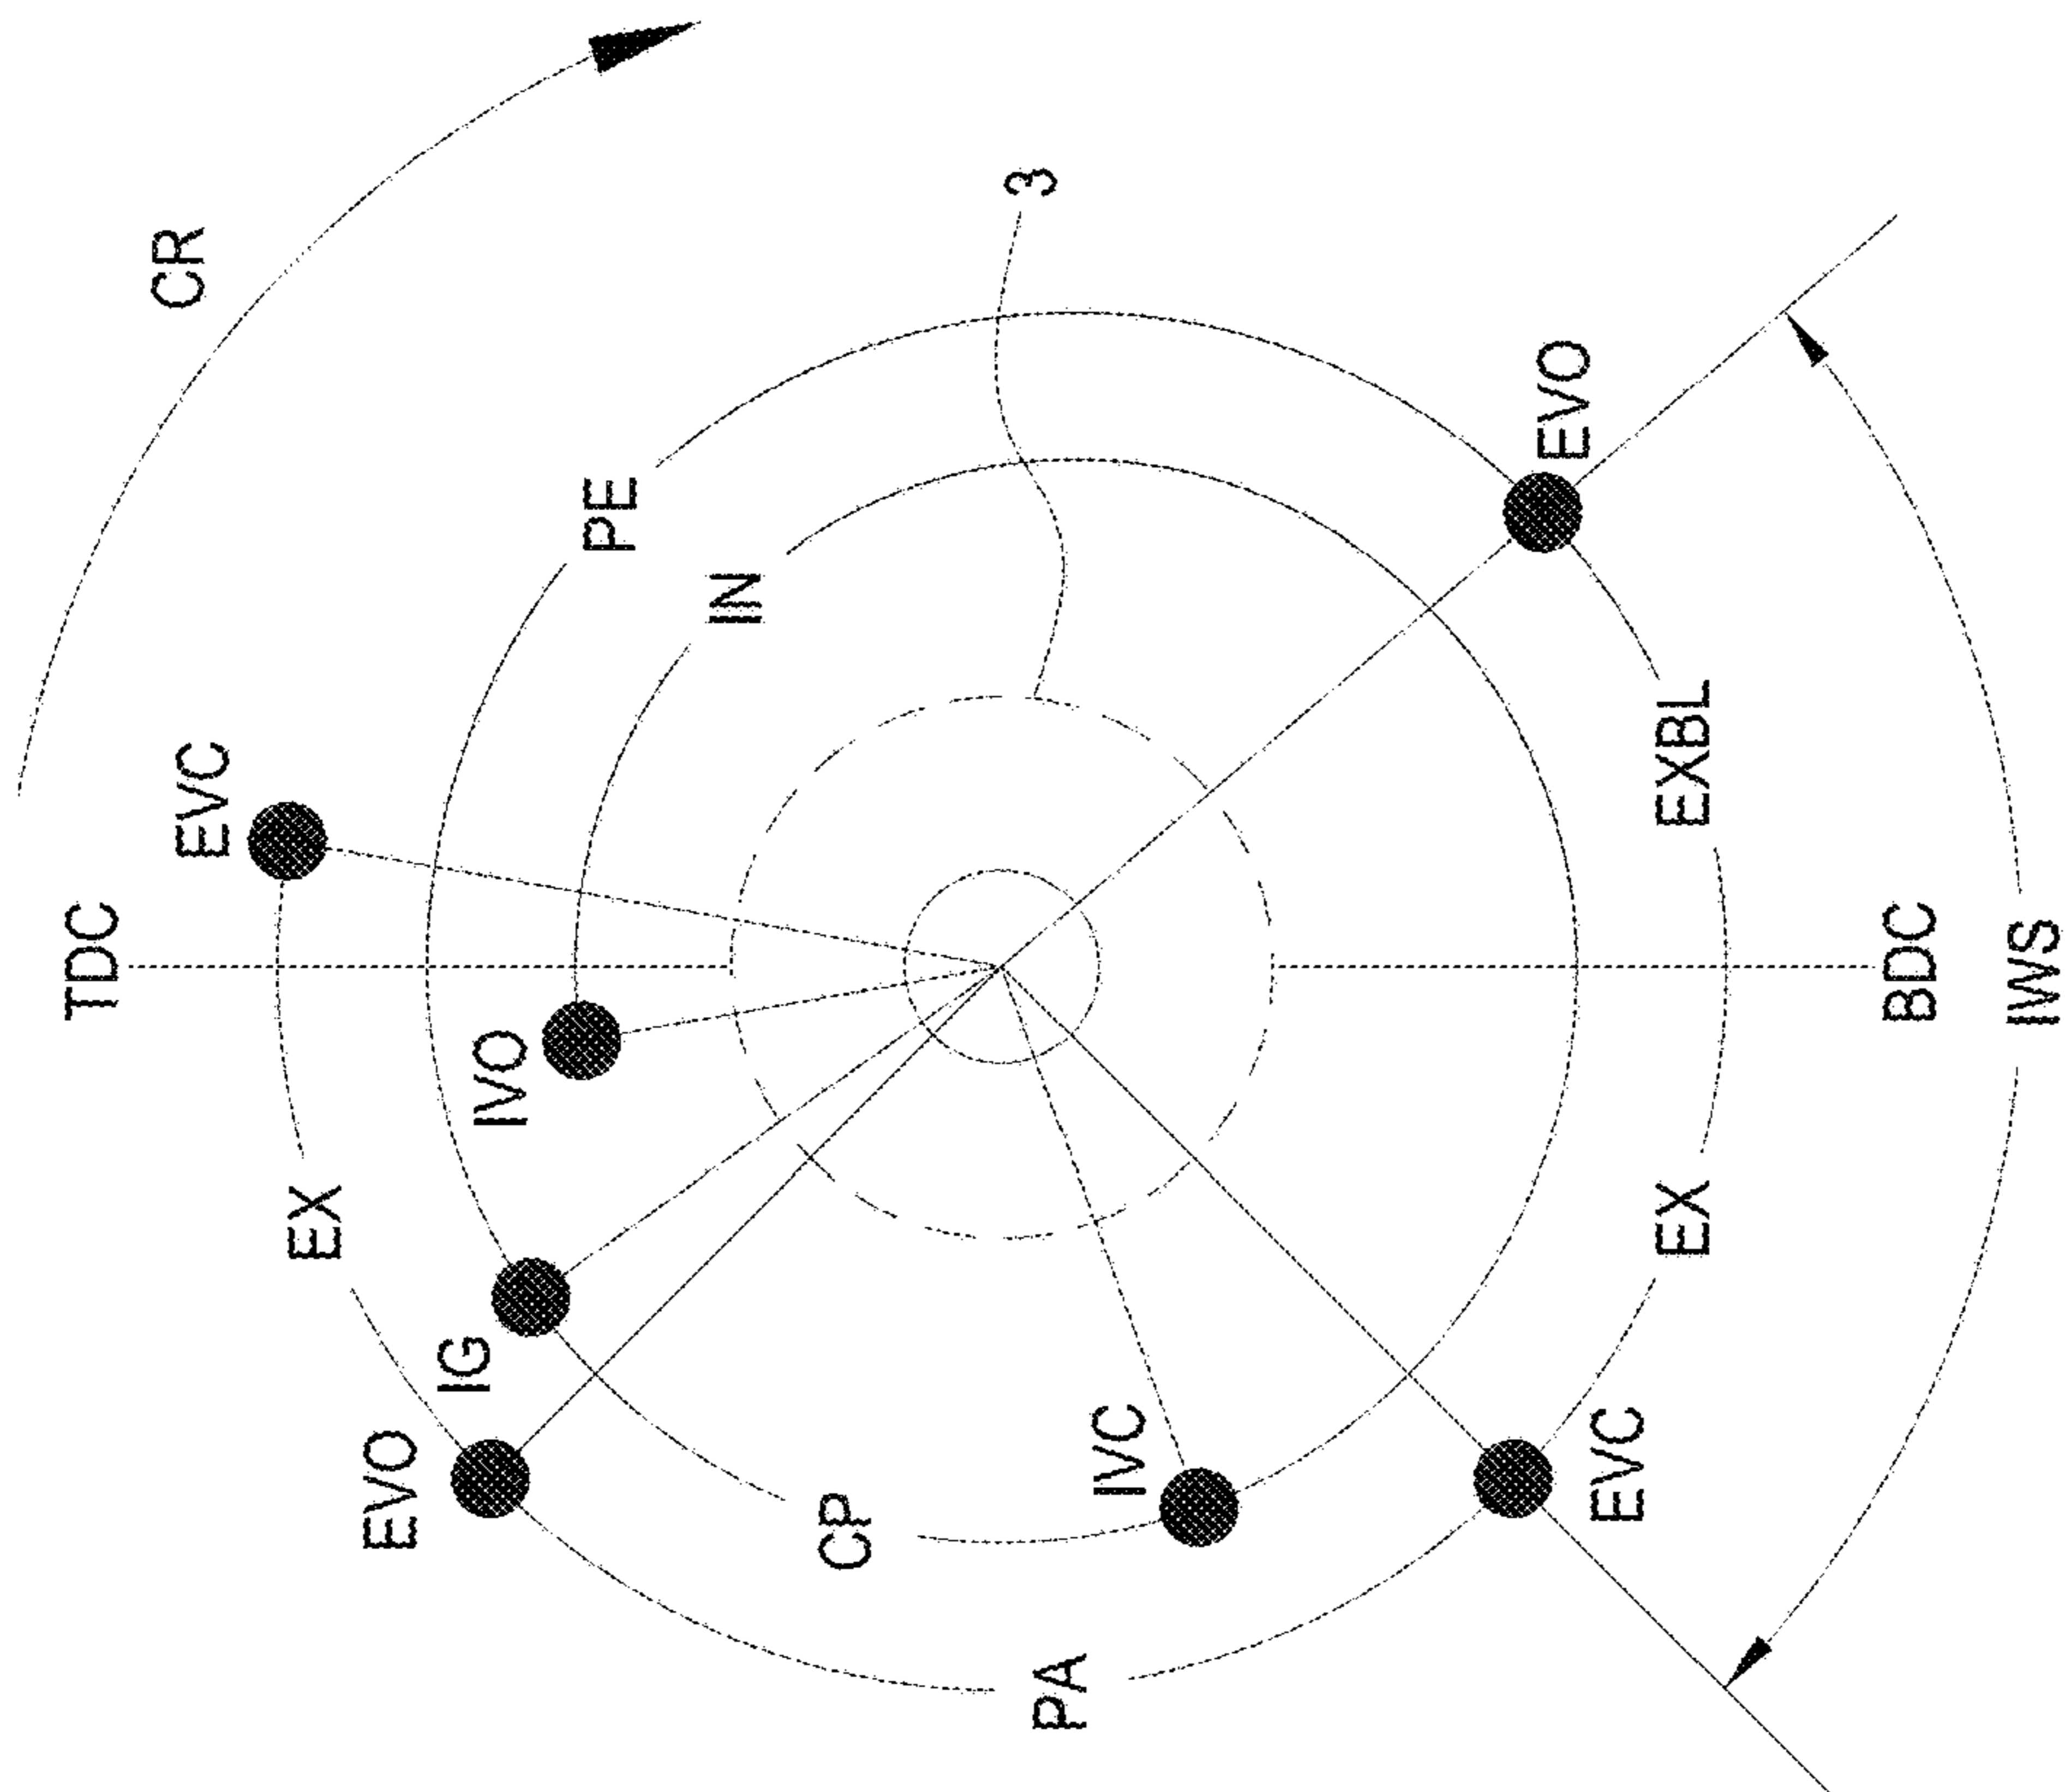 TDC
CR
EVC
EX
EVO
IG
IVO
PE
IN
CP
3
PA
IVC
EVO
EVC
EX
EXBL
BDC
IWS